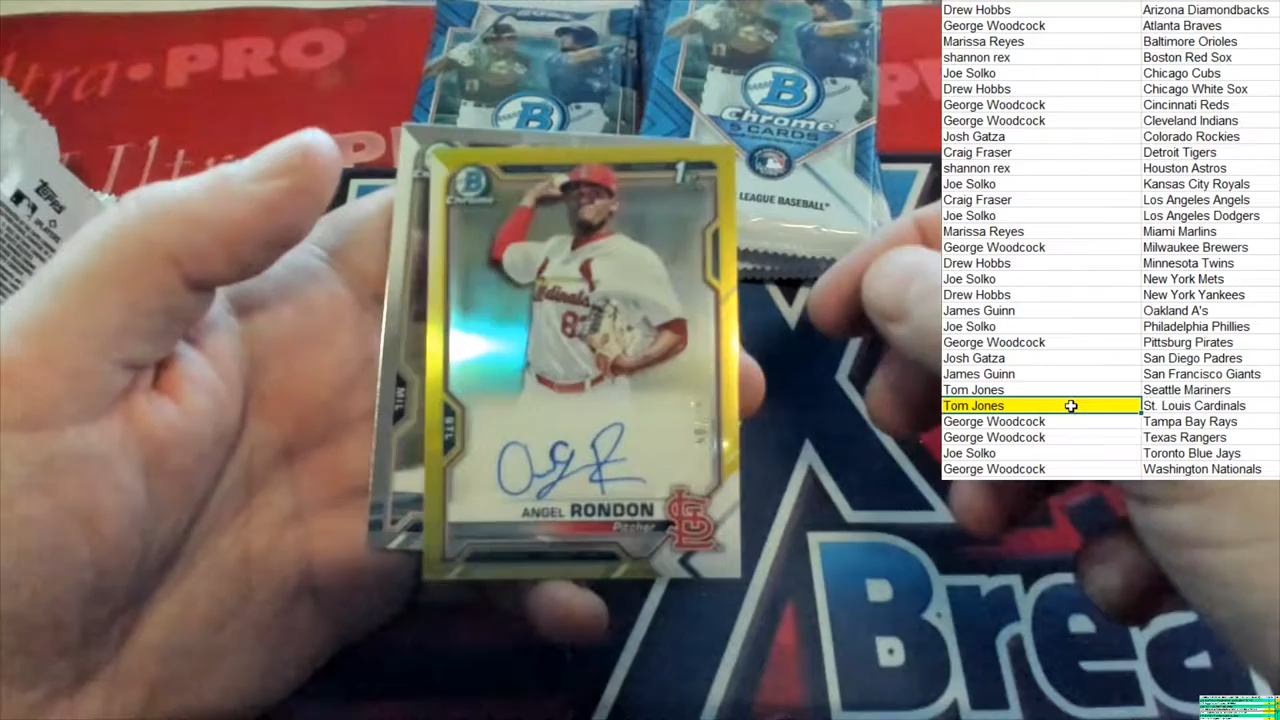 ltra·PRO
Ultra
topps
MLB
B
Chrome
5 CARDS
LEAGUE BASEBALL®
B
Chrome
1st
Cardinals
MIL
STL
ANGEL RONDON
Pitcher
Brea
Drew Hobbs Arizona Diamondbacks
George Woodcock Atlanta Braves
Marissa Reyes Baltimore Orioles
shannon rex Boston Red Sox
Joe Solko Chicago Cubs
Drew Hobbs Chicago White Sox
George Woodcock Cincinnati Reds
George Woodcock Cleveland Indians
Josh Gatza Colorado Rockies
Craig Fraser Detroit Tigers
shannon rex Houston Astros
Joe Solko Kansas City Royals
Craig Fraser Los Angeles Angels
Joe Solko Los Angeles Dodgers
Marissa Reyes Miami Marlins
George Woodcock Milwaukee Brewers
Drew Hobbs Minnesota Twins
Joe Solko New York Mets
Drew Hobbs New York Yankees
James Guinn Oakland A's
Joe Solko Philadelphia Phillies
George Woodcock Pittsburg Pirates
Josh Gatza San Diego Padres
James Guinn San Francisco Giants
Tom Jones Seattle Mariners
Tom Jones St. Louis Cardinals
George Woodcock Tampa Bay Rays
George Woodcock Texas Rangers
Joe Solko Toronto Blue Jays
George Woodcock Washington Nationals